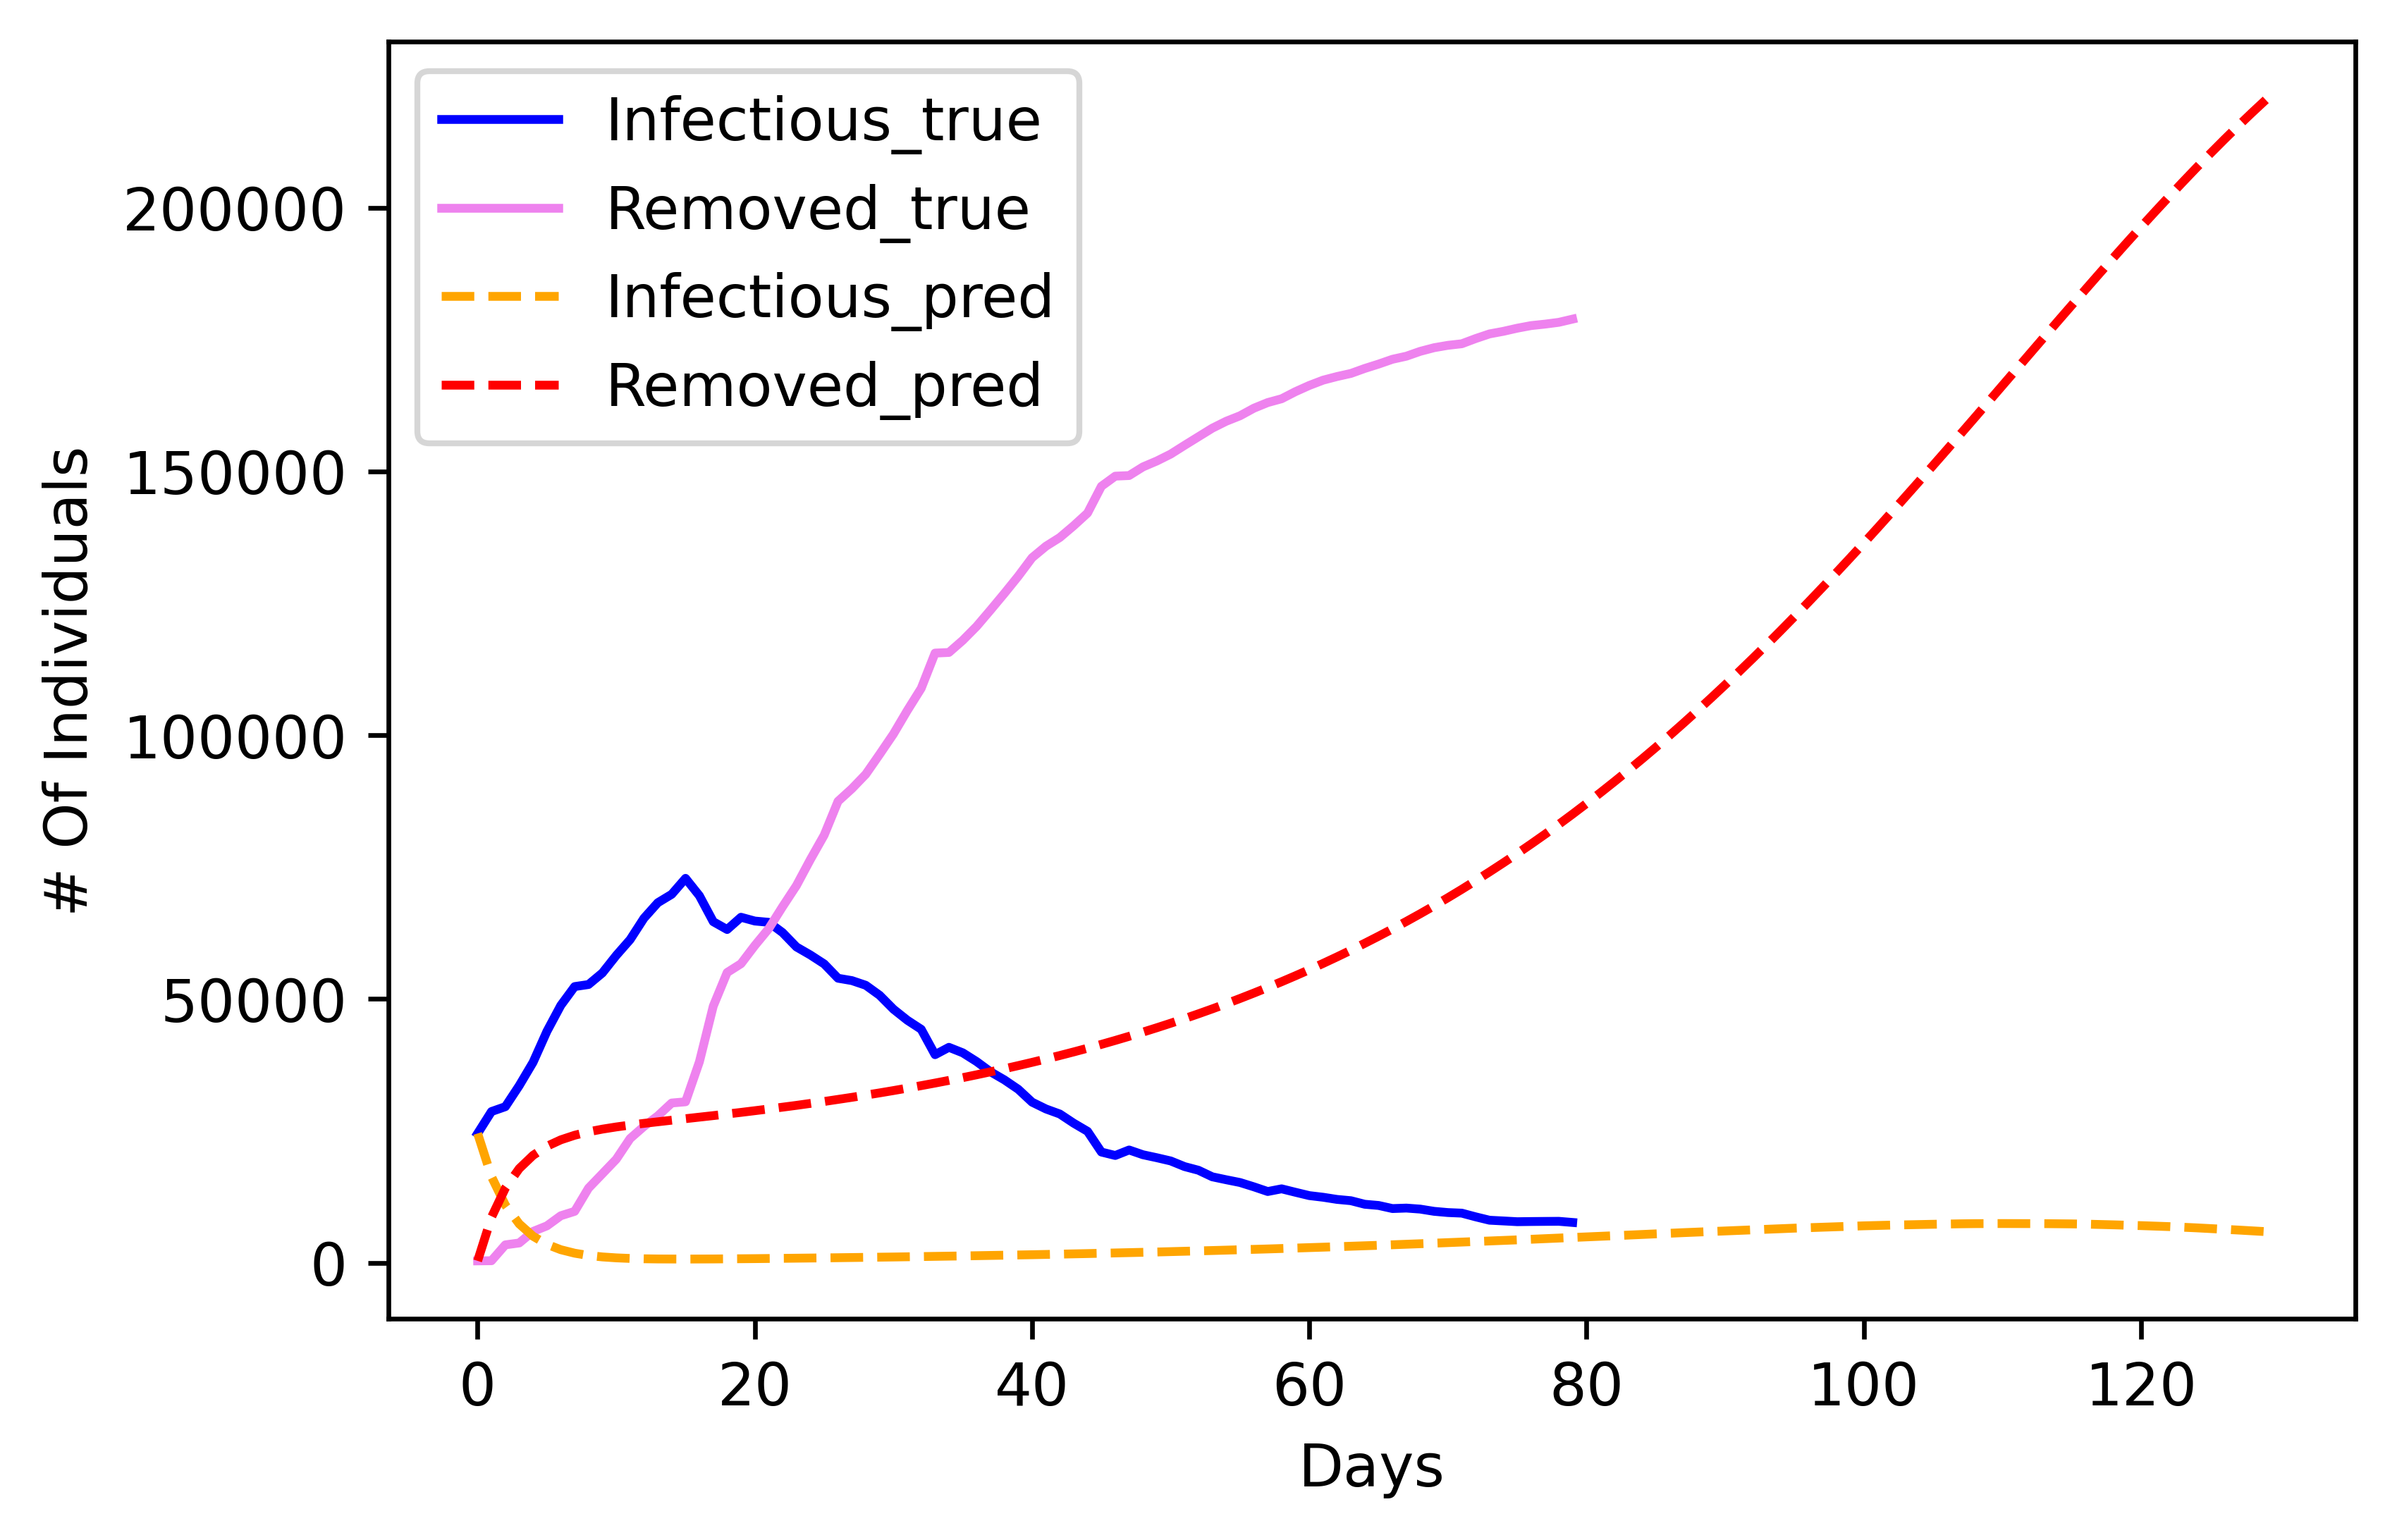 Infectious_true
Removed_true
Infectious_pred
Removed_pred
200000
150000
100000
50000
0
# Of Individuals
0 20 40 60 80 100 120
Days